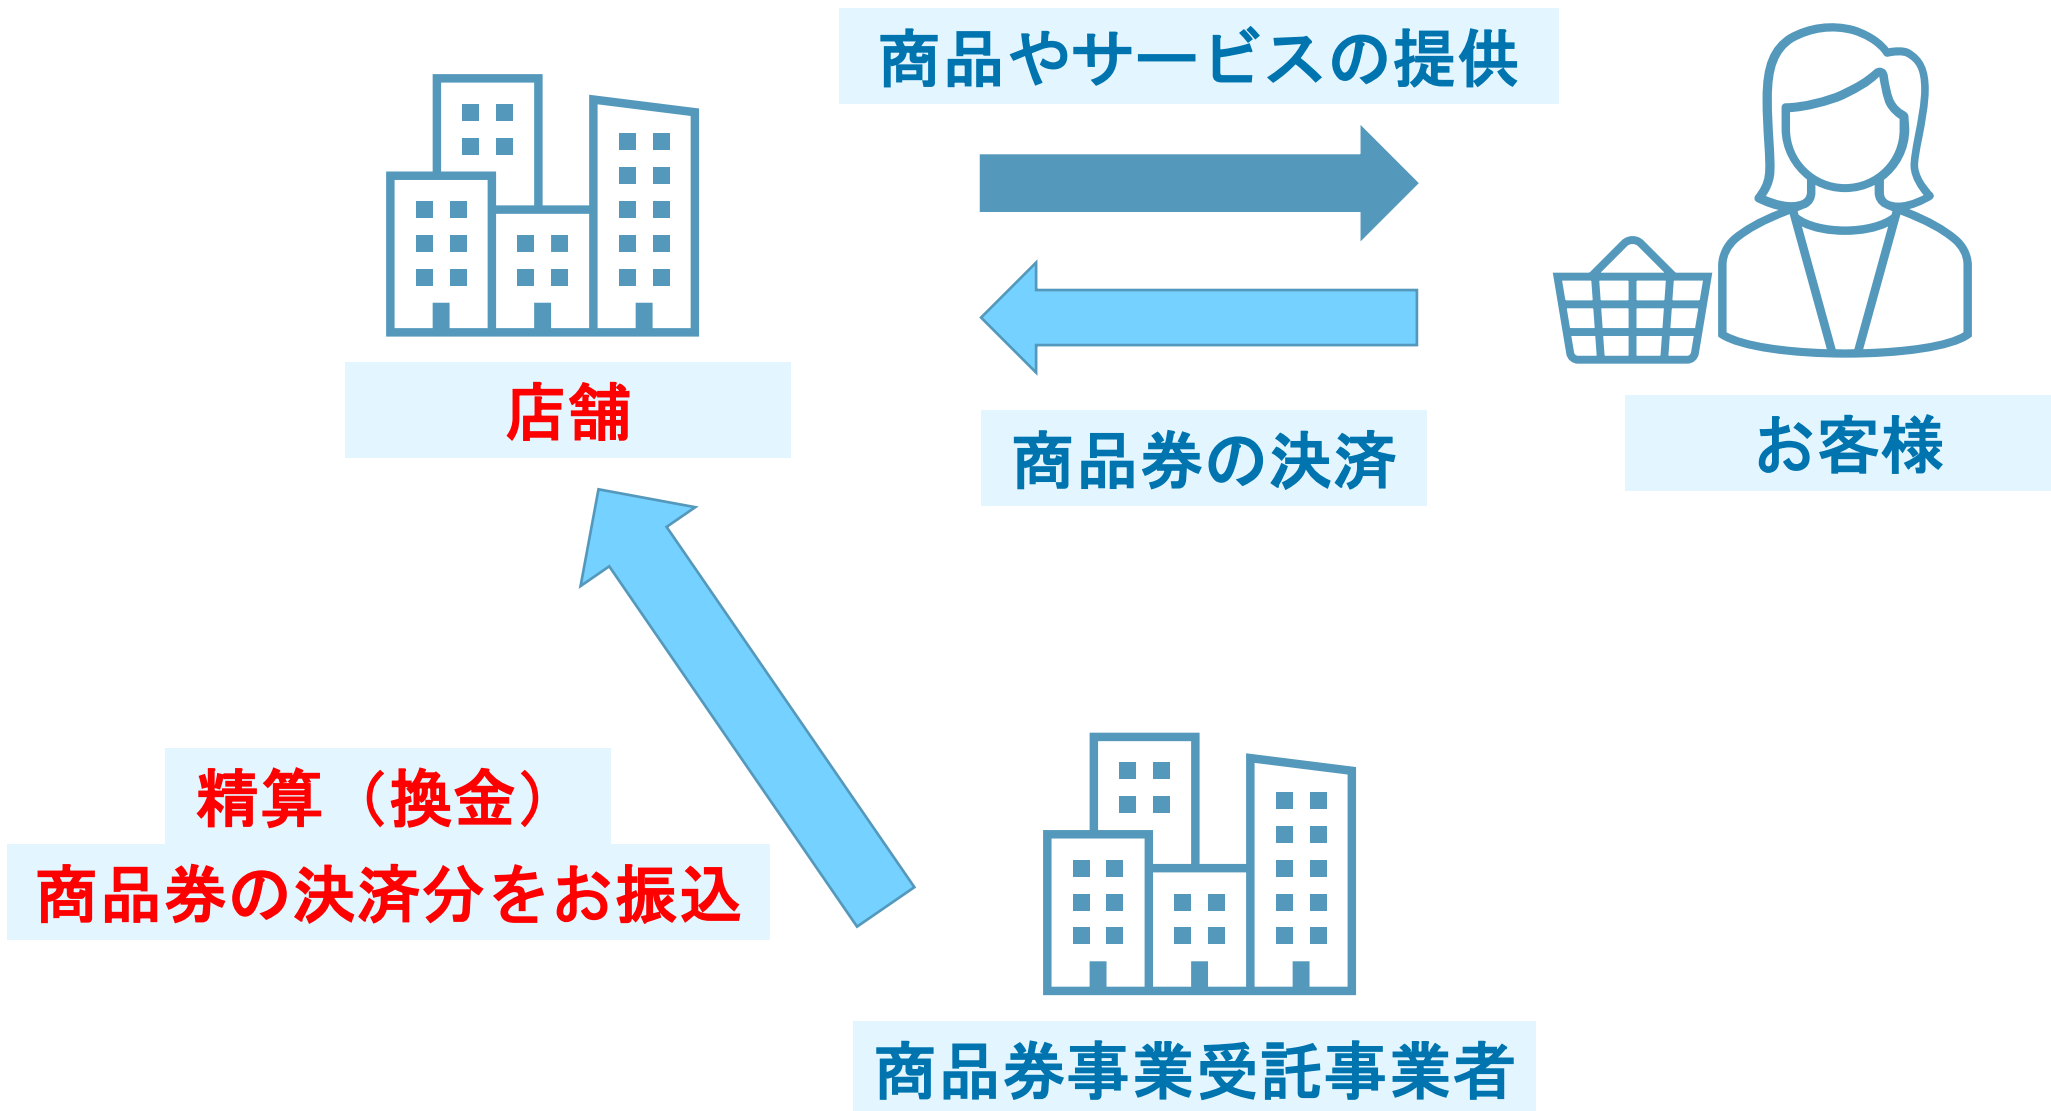 商品やサービスの提供
店舗
商品券の決済
お客様
精算（換金）
商品券の決済分をお振込
商品券事業受託事業者